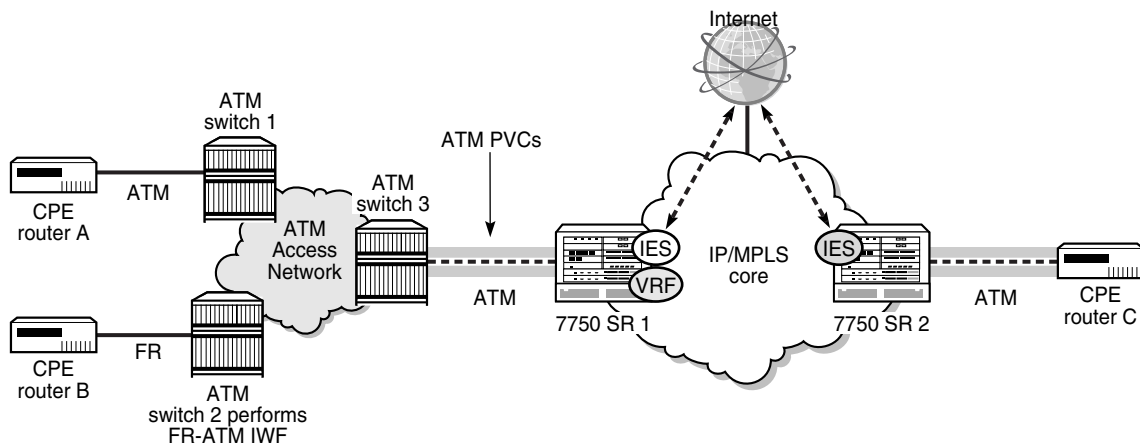 Internet
ATM
switch 1
ATM PVCs
ATM
CPE
router A
ATM
switch 3
ATM
Access
Network
IES
VRF
IP/MPLS
core
IES
ATM
7750 SR 1
7750 SR 2
ATM
CPE
router C
FR
CPE
router B
ATM
switch 2 performs
FR-ATM IWF